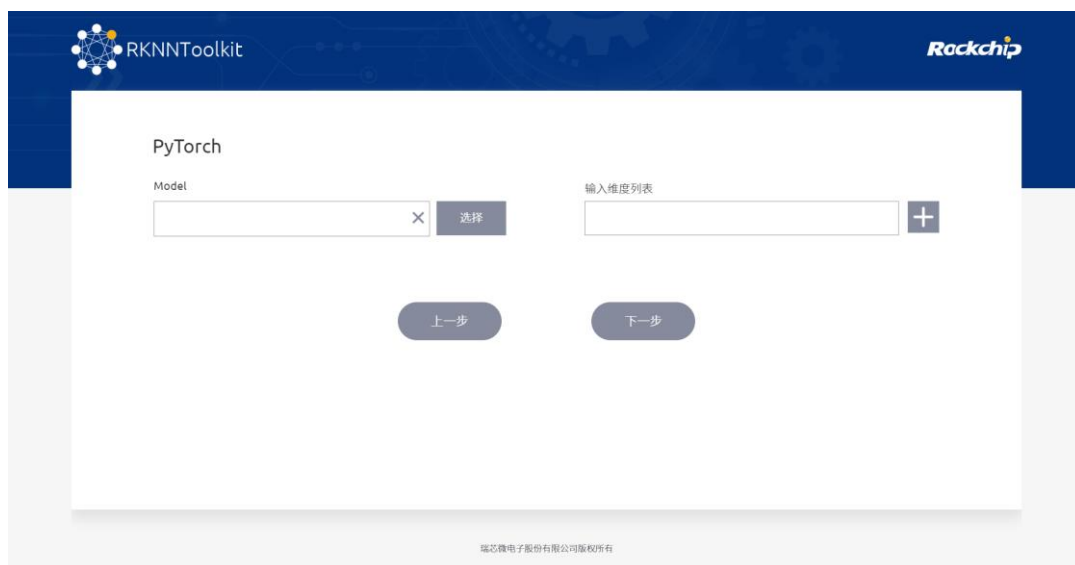 RKNNToolkit
Rockchip
PyTorch
Model
输入维度列表
选择
上一步
下一步
瑞芯微电子股份有限公司版权所有